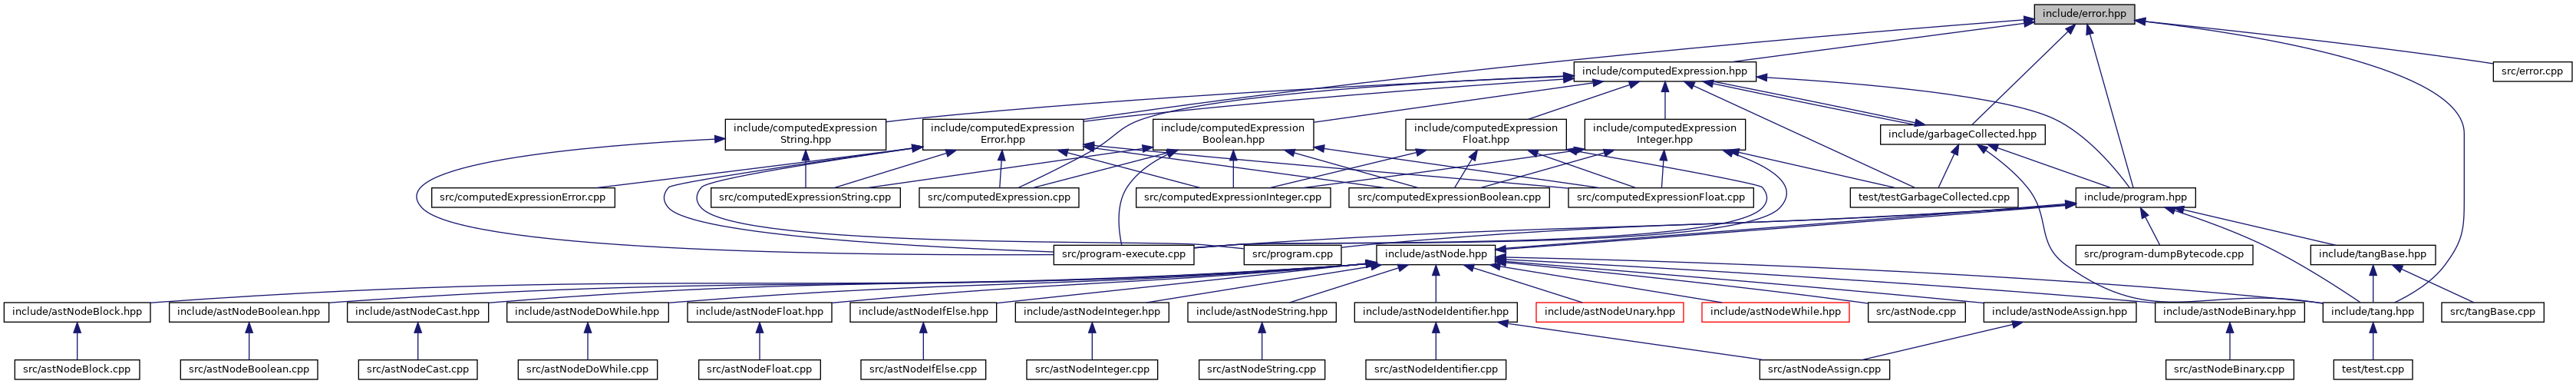 include/error.hpp
include/computedExpression.hpp
src/error.cpp
include/computedExpression
String.hpp
include/computedExpression
Error.hpp
include/computedExpression
Boolean.hpp
include/computedExpression
Float.hpp
include/computedExpression
Integer.hpp
include/garbageCollected.hpp
src/computedExpressionError.cpp
src/computedExpressionString.cpp
src/computedExpression.cpp
src/computedExpressionInteger.cpp
src/computedExpressionBoolean.cpp
src/computedExpressionFloat.cpp
test/testGarbageCollected.cpp
include/program.hpp
src/program-execute.cpp
src/program.cpp
include/astNode.hpp
src/program-dumpBytecode.cpp
include/tangBase.hpp
include/astNodeBlock.hpp
include/astNodeBoolean.hpp
include/astNodeCast.hpp
include/astNodeDoWhile.hpp
include/astNodeFloat.hpp
include/astNodeIfElse.hpp
include/astNodeInteger.hpp
include/astNodeString.hpp
include/astNodeIdentifier.hpp
include/astNodeUnary.hpp
include/astNodeWhile.hpp
src/astNode.cpp
include/astNodeAssign.hpp
include/astNodeBinary.hpp
include/tang.hpp
src/tangBase.cpp
src/astNodeBlock.cpp
src/astNodeBoolean.cpp
src/astNodeCast.cpp
src/astNodeDoWhile.cpp
src/astNodeFloat.cpp
src/astNodeIfElse.cpp
src/astNodeInteger.cpp
src/astNodeString.cpp
src/astNodeIdentifier.cpp
src/astNodeAssign.cpp
src/astNodeBinary.cpp
test/test.cpp